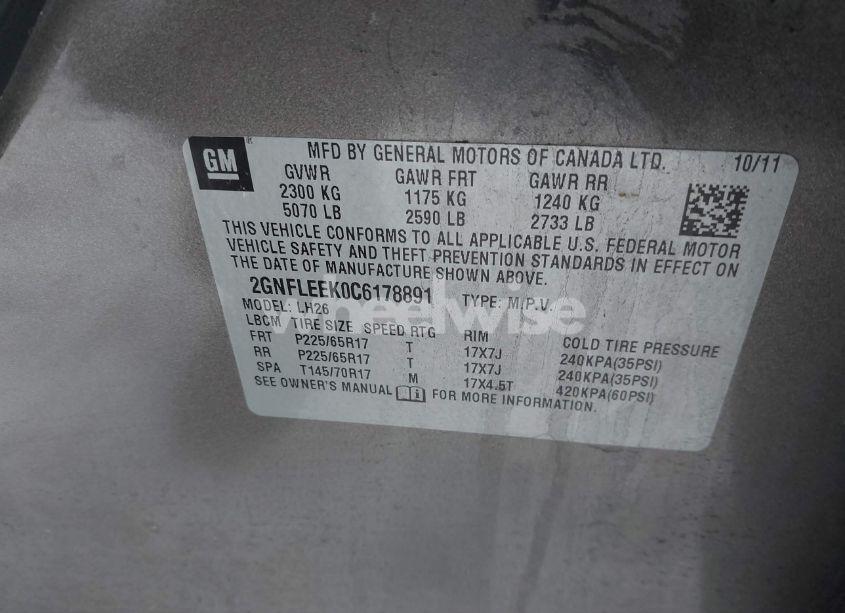 GM
MFD BY GENERAL MOTORS OF CANADA LTD. 10/11
GVWR GAWR FRT GAWR RR
2300 KG 1175 KG 1240 KG
5070 LB 2590 LB 2733 LB
THIS VEHICLE CONFORMS TO ALL APPLICABLE U.S. FEDERAL MOTOR
VEHICLE SAFETY AND THEFT PREVENTION STANDARDS IN EFFECT ON
THE DATE OF MANUFACTURE SHOWN ABOVE.
2GNFLEEK0C6178891 TYPE: M.P.V.
wheelwise
MODEL: LH26
LBCM TIRE SIZE SPEED RTG RIM COLD TIRE PRESSURE
FRT P225/65R17 T 17X7J 240KPA(35PSI)
RR P225/65R17 T 17X7J 240KPA(35PSI)
SPA T145/70R17 M 17X4.5T 420KPA(60PSI)
SEE OWNER'S MANUAL FOR MORE INFORMATION.